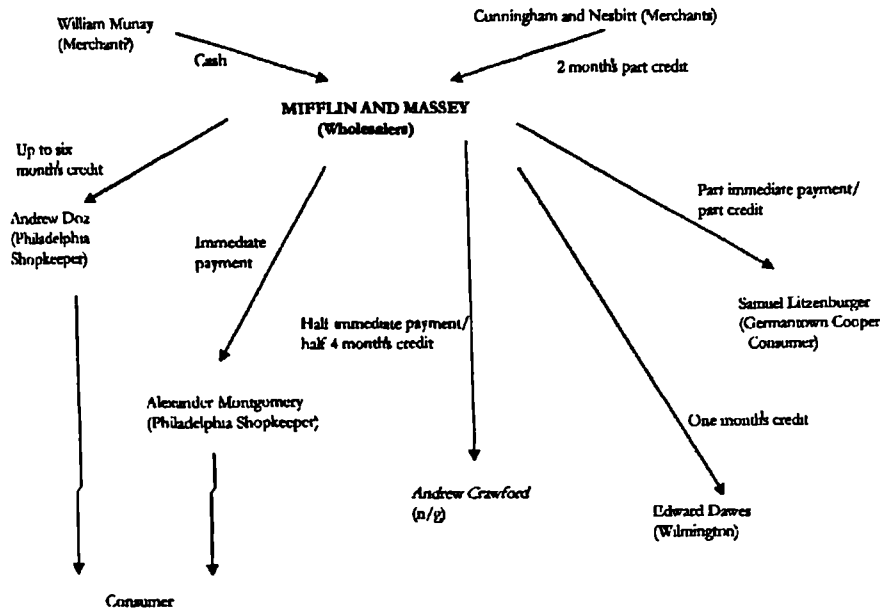 William Munay
(Merchant?)
Cunningham and Nesbitt (Merchants)
Cash
2 month's part credit
MIFFLIN AND MASSEY
(Wholesalers)
Up to six
month's credit
Part immediate payment/
part credit
Andrew Doz
(Philadelphia
Shopkeeper)
Immediate
payment
Samuel Litzenburger
(Germantown Cooper
Consumer)
Half immediate payment/
half 4 month's credit
Alexander Montgomery
(Philadelphia Shopkeeper)
One month's credit
Andrew Crawford
(n/g)
Edward Dawes
(Wilmington)
Consumer